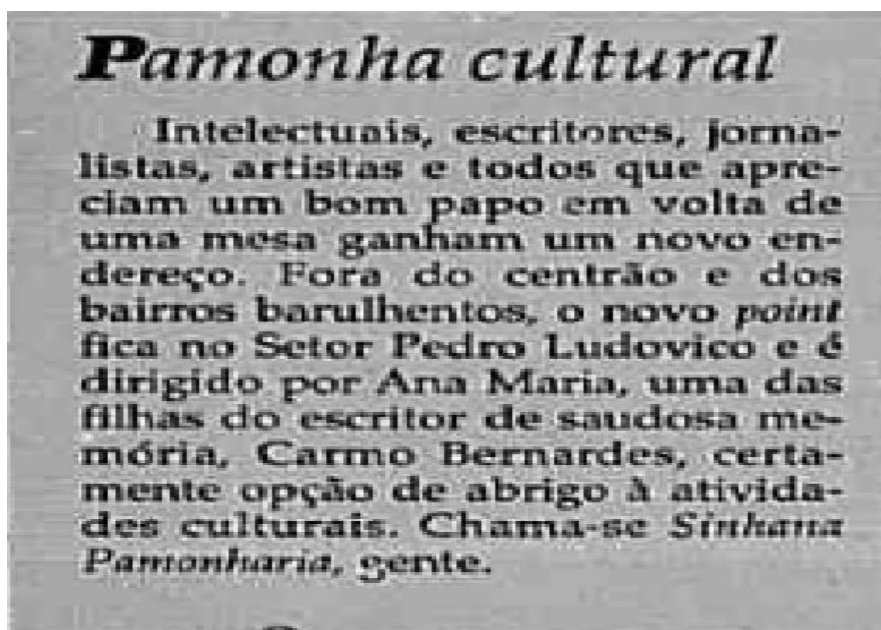 Pamonha cultural
Intelectuais, escritores, jorna-
listas, artistas e todos que apre-
ciam um bom papo em volta de
uma mesa ganham um novo en-
dereço. Fora do centrão e dos
bairros barulhentos, o novo point
fica no Setor Pedro Ludovico e é
dirigido por Ana Maria, uma das
filhas do escritor de saudosa me-
mória, Carmo Bernardes, certa-
mente opção de abrigo à ativida-
des culturais. Chama-se Sinhana
Pamonharia, gente.